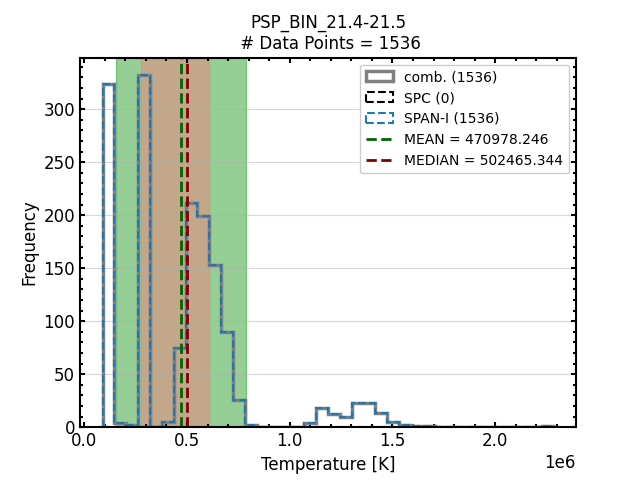 PSP_BIN_21.4-21.5
# Data Points = 1536
comb. (1536)
SPC (0)
SPAN-I (1536)
MEAN = 470978.246
MEDIAN = 502465.344
Frequency
300
250
200
150
100
50
0
0.0 0.5 1.0 1.5 2.0
1e6
Temperature [K]